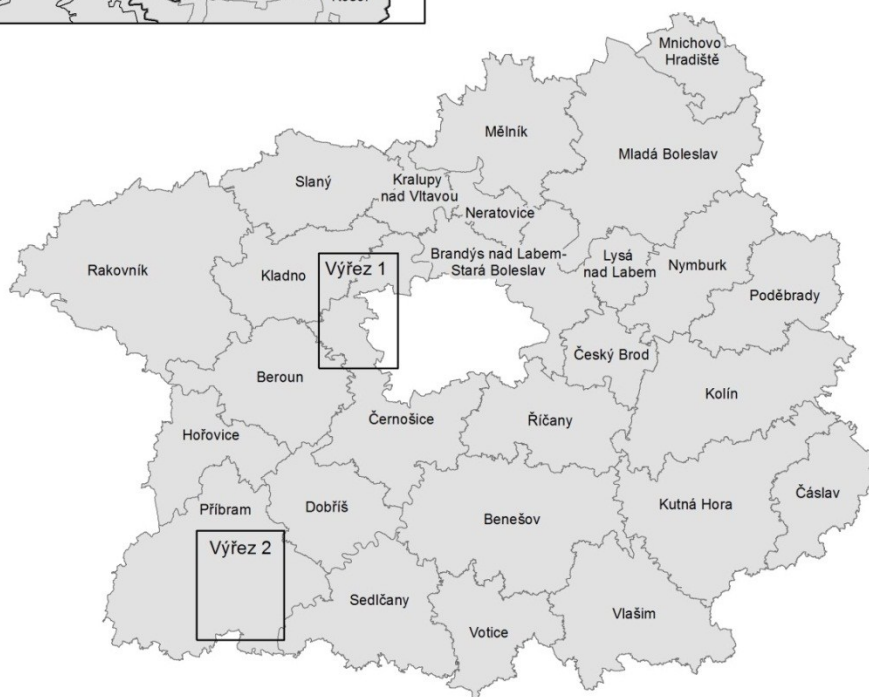 Mnichovo
Hradiště
Mělník
Mladá Boleslav
Slaný
Kralupy
nad Vltavou
Neratovice
Rakovník
Kladno
Výřez 1
Brandýs nad Labem-
Stará Boleslav
Lysá
nad Labem
Nymburk
Poděbrady
Český Brod
Beroun
Kolín
Černošice
Říčany
Hořovice
Příbram
Dobříš
Benešov
Kutná Hora
Čáslav
Výřez 2
Sedlčany
Votice
Vlašim